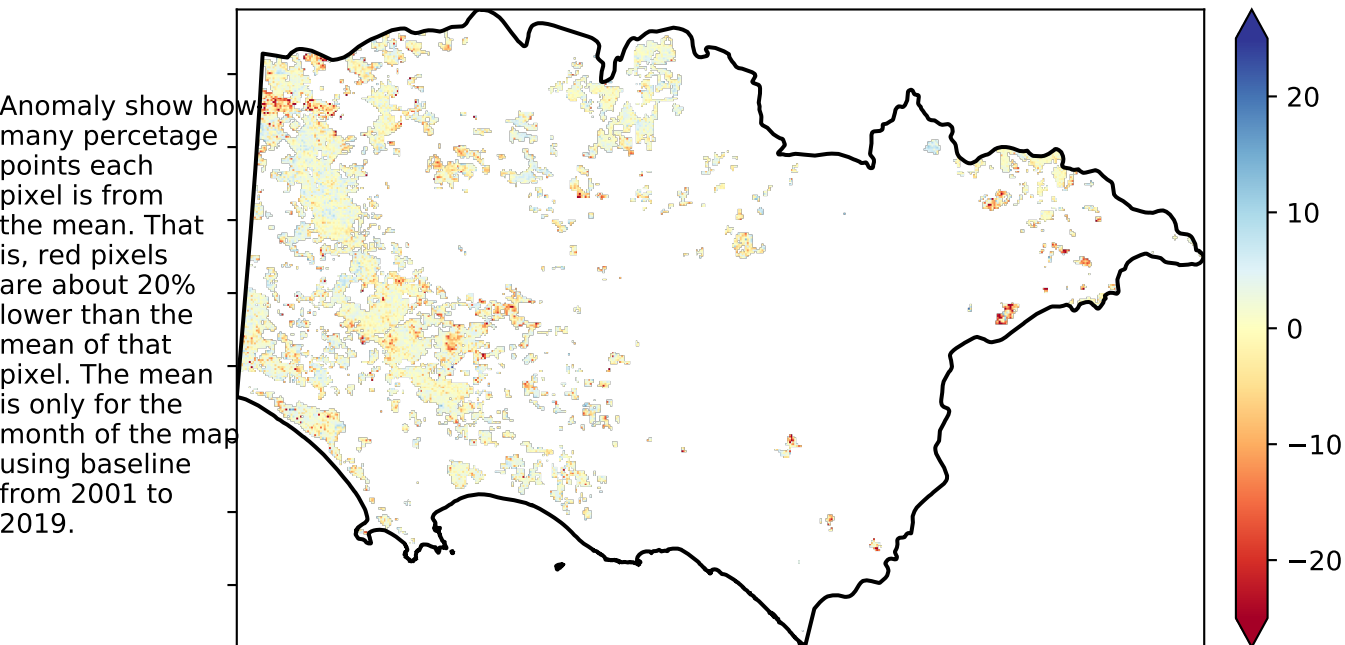 Anomaly show how
many percetage
points each
pixel is from
the mean. That
is, red pixels
are about 20%
lower than the
mean of that
pixel. The mean
is only for the
month of the map
using baseline
from 2001 to
2019.
20
10
0
−10
−20